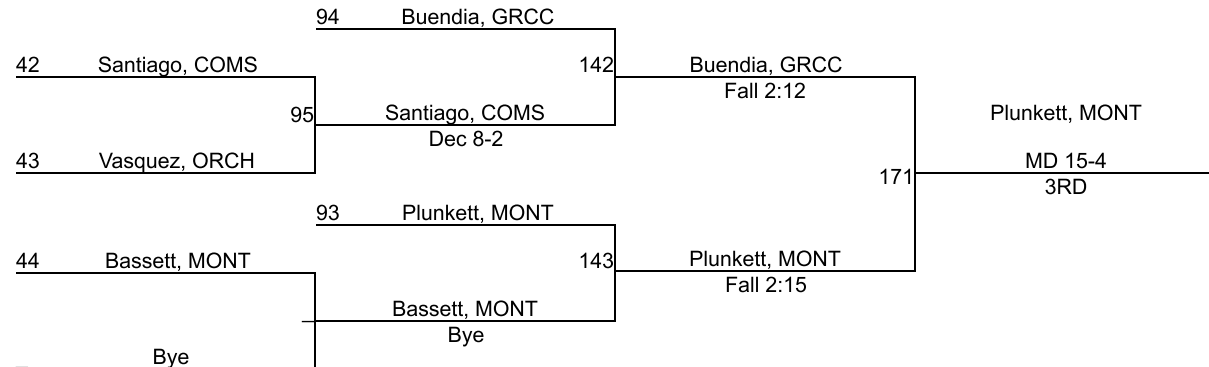 94 Buendia, GRCC
42 Santiago, COMS
142 Buendia, GRCC
Fall 2:12
95 Santiago, COMS
Dec 8-2
Plunkett, MONT
43 Vasquez, ORCH
MD 15-4
171
3RD
93 Plunkett, MONT
44 Bassett, MONT
143 Plunkett, MONT
Fall 2:15
Bassett, MONT
Bye
Bye